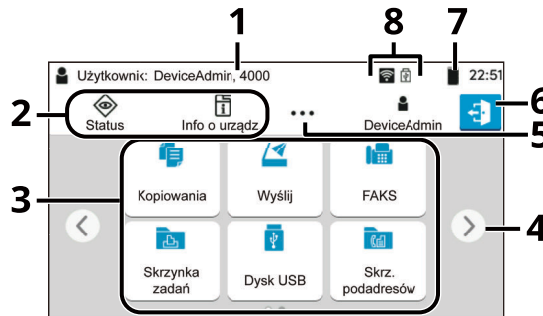 1
8
7
Użytkownik: DeviceAdmin, 4000
22:51
2
Status
Info o urządz
DeviceAdmin
6
5
3
Kopiowania
Wyślij
FAKS
4
Skrzynka
zadań
Dysk USB
Skrz.
podadresów